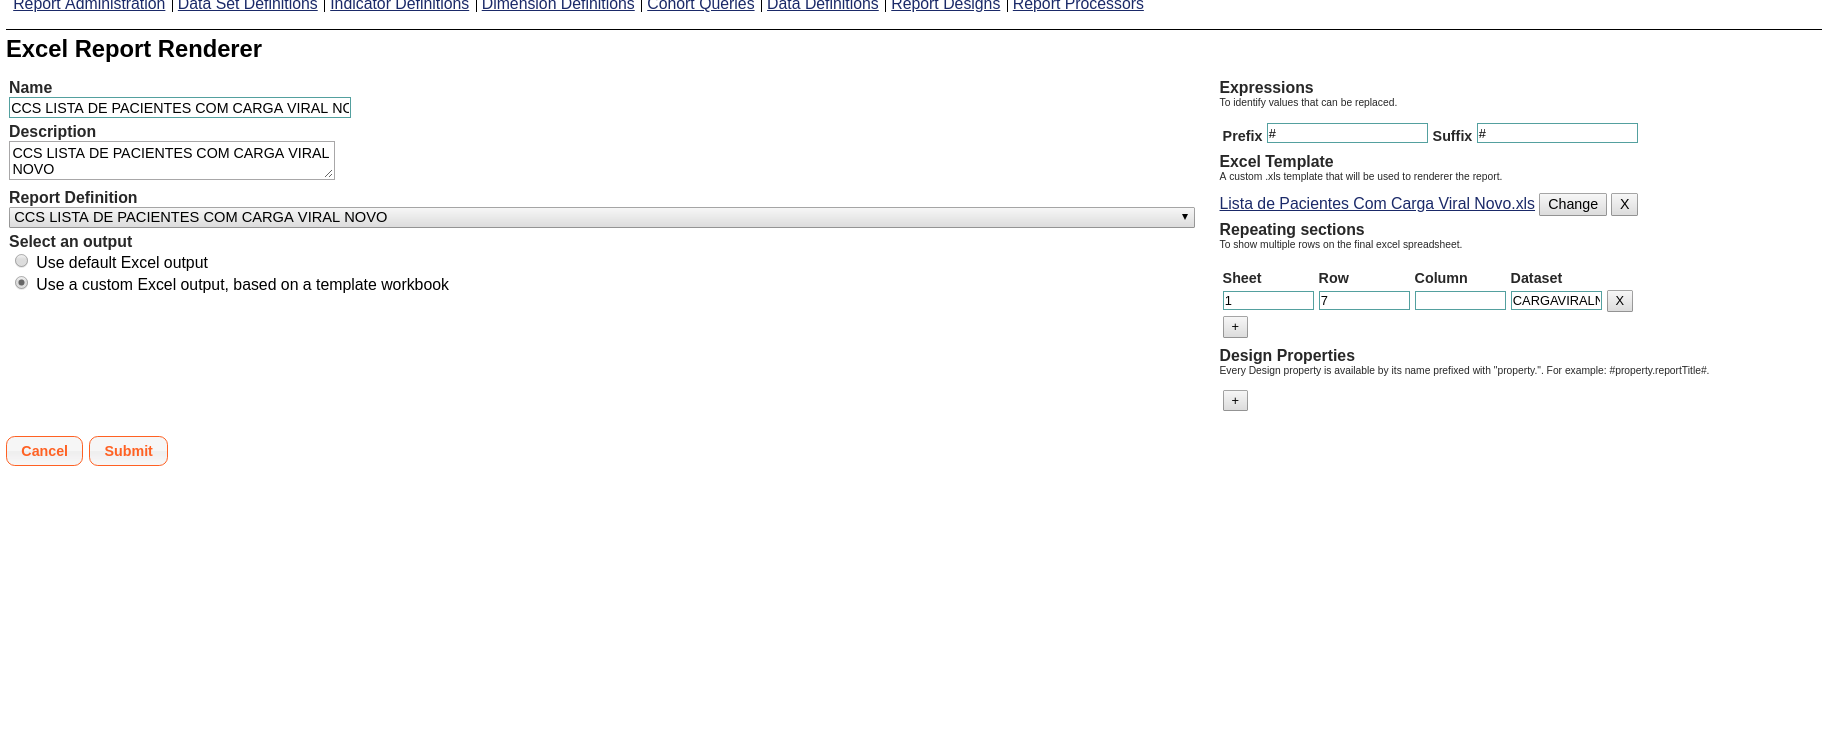 Report Administration | Data Set Definitions | Indicator Definitions | Dimension Definitions | Cohort Queries | Data Definitions | Report Designs | Report Processors
Excel Report Renderer
Name
CCS LISTA DE PACIENTES COM CARGA VIRAL NO
Description
CCS LISTA DE PACIENTES COM CARGA VIRAL
NOVO
Report Definition
CCS LISTA DE PACIENTES COM CARGA VIRAL NOVO
Select an output
Use default Excel output
Use a custom Excel output, based on a template workbook
Cancel Submit
Expressions
To identify values that can be replaced.
Prefix # Suffix #
Excel Template
A custom .xls template that will be used to renderer the report.
Lista de Pacientes Com Carga Viral Novo.xls Change X
Repeating sections
To show multiple rows on the final excel spreadsheet.
Sheet Row Column Dataset
1 7 CARGAVIRALN X
+
Design Properties
Every Design property is available by its name prefixed with "property.". For example: #property.reportTitle#.
+